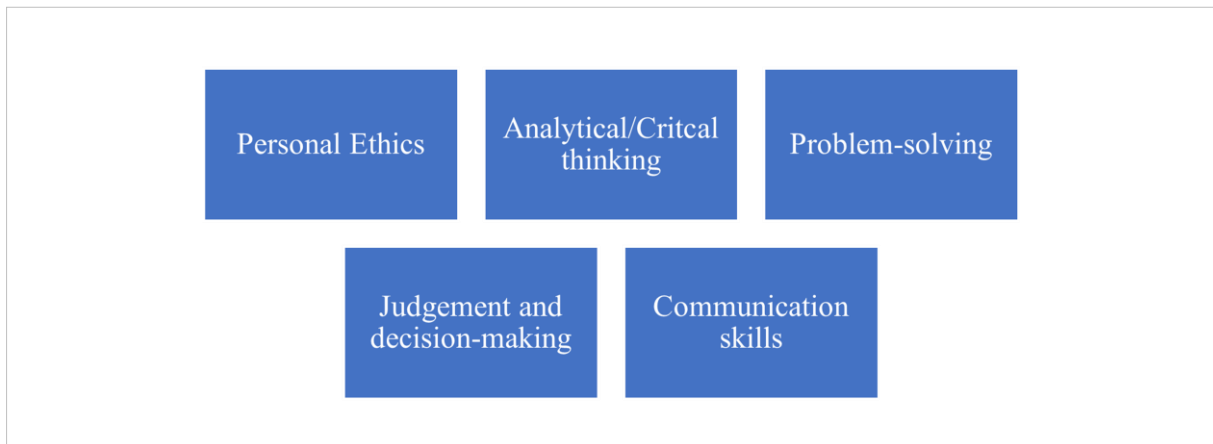 Personal Ethics
Analytical/Critcal
thinking
Problem-solving
Judgement and
decision-making
Communication
skills